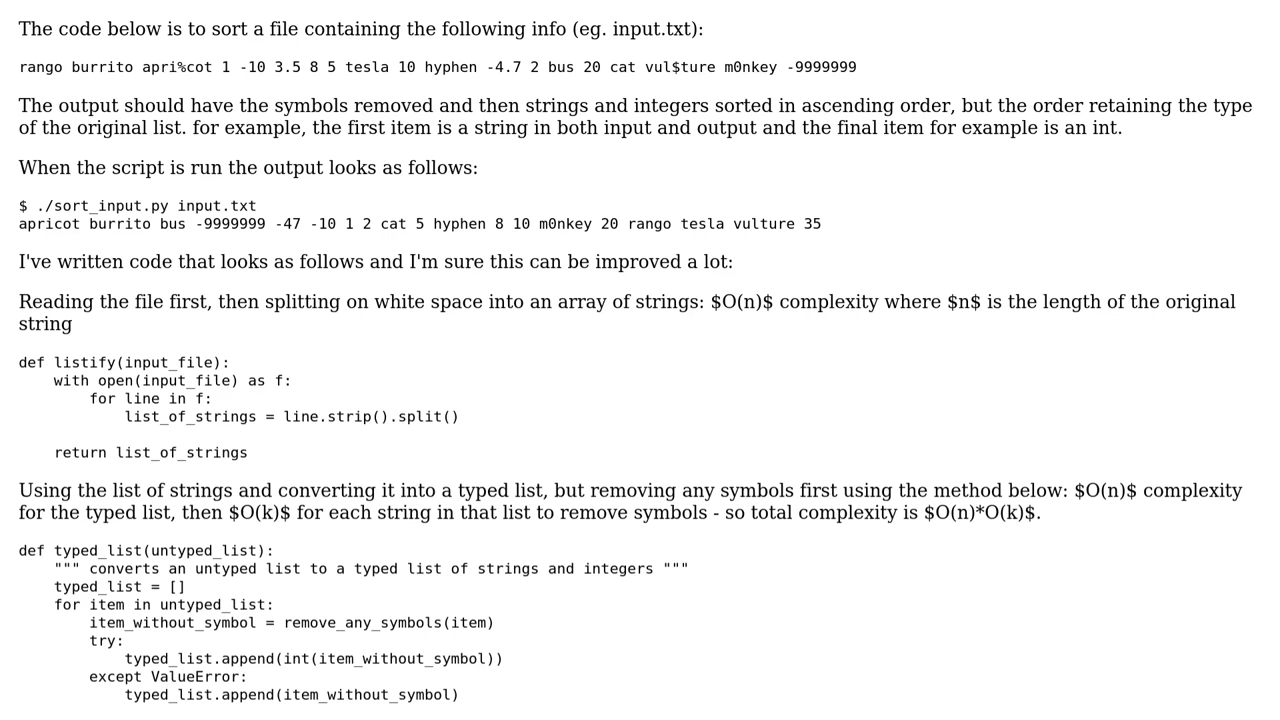 The code below is to sort a file containing the following info (eg. input.txt):
rango burrito apri%cot 1 -10 3.5 8 5 tesla 10 hyphen -4.7 2 bus 20 cat vul$ture m0nkey -9999999
The output should have the symbols removed and then strings and integers sorted in ascending order, but the order retaining the type
of the original list. for example, the first item is a string in both input and output and the final item for example is an int.
When the script is run the output looks as follows:
$ ./sort_input.py input.txt
apricot burrito bus -9999999 -47 -10 1 2 cat 5 hyphen 8 10 m0nkey 20 rango tesla vulture 35
I've written code that looks as follows and I'm sure this can be improved a lot:
Reading the file first, then splitting on white space into an array of strings: $O(n)$ complexity where $n$ is the length of the original
string
def listify(input_file):
    with open(input_file) as f:
        for line in f:
            list_of_strings = line.strip().split()
    return list_of_strings
Using the list of strings and converting it into a typed list, but removing any symbols first using the method below: $O(n)$ complexity
for the typed list, then $O(k)$ for each string in that list to remove symbols - so total complexity is $O(n)*O(k)$.
def typed_list(untyped_list):
    """ converts an untyped list to a typed list of strings and integers """
    typed_list = []
    for item in untyped_list:
        item_without_symbol = remove_any_symbols(item)
        try:
            typed_list.append(int(item_without_symbol))
        except ValueError:
            typed_list.append(item_without_symbol)